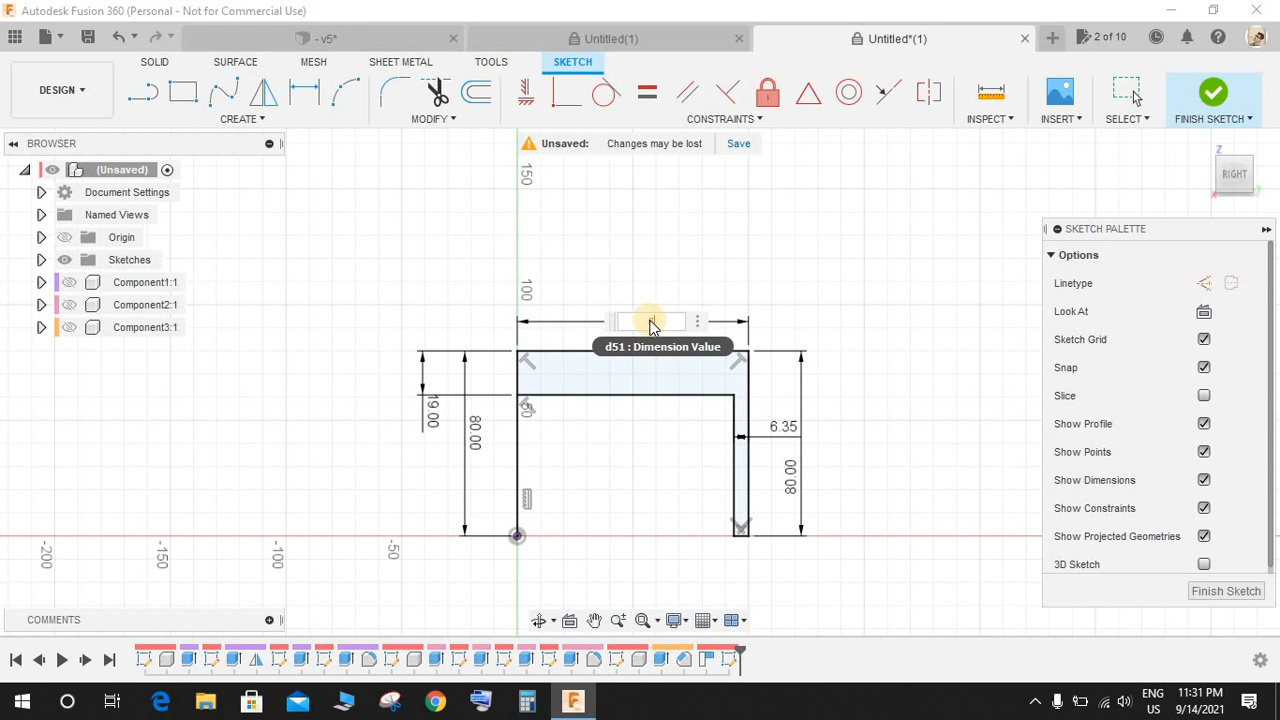 Autodesk Fusion 360 (Personal - Not for Commercial Use)
- v5*
Untitled(1)
Untitled*(1)
2 of 10
DESIGN
SOLID
SURFACE
MESH
SHEET METAL
TOOLS
SKETCH
CREATE
MODIFY
CONSTRAINTS
INSPECT
INSERT
SELECT
FINISH SKETCH
BROWSER
Unsaved:
Changes may be lost
Save
(Unsaved)
Document Settings
Named Views
Origin
Sketches
Component1:1
Component2:1
Component3:1
Z
RIGHT
X
Y
SKETCH PALETTE
Options
Linetype
Look At
Sketch Grid
Snap
Slice
Show Profile
Show Points
Show Dimensions
Show Constraints
Show Projected Geometries
3D Sketch
Finish Sketch
150
100
50
d51 : Dimension Value
19.00
80.00
6.35
80.00
-200
-150
-100
-50
COMMENTS
ENG
US
11:31 PM
9/14/2021